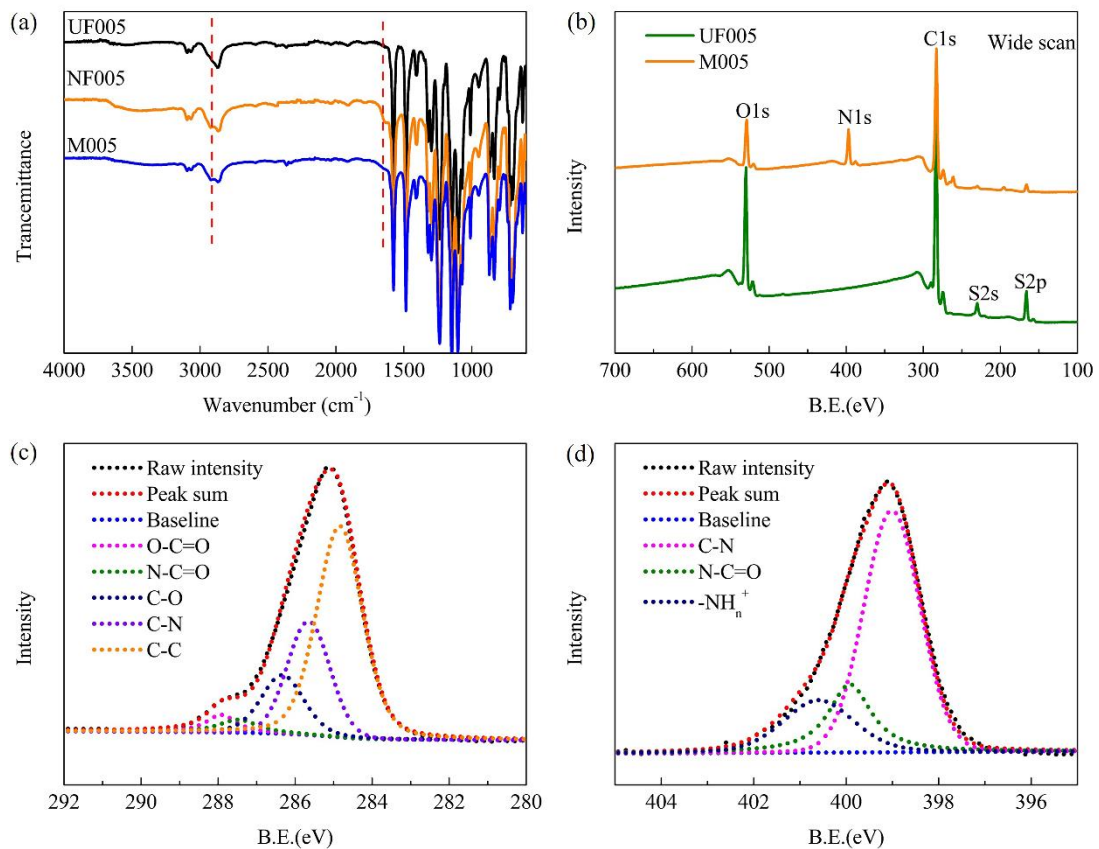 (a)
UF005
NF005
M005
Trancemittance
4000 3500 3000 2500 2000 1500 1000
Wavenumber (cm⁻¹)
(b)
UF005
M005
C1s
Wide scan
O1s
N1s
S2s
S2p
Intensity
700 600 500 400 300 200 100
B.E.(eV)
(c)
Raw intensity
Peak sum
Baseline
O-C=O
N-C=O
C-O
C-N
C-C
Intensity
292 290 288 286 284 282 280
B.E.(eV)
(d)
Raw intensity
Peak sum
Baseline
C-N
N-C=O
-NHₙ⁺
Intensity
404 402 400 398 396
B.E.(eV)